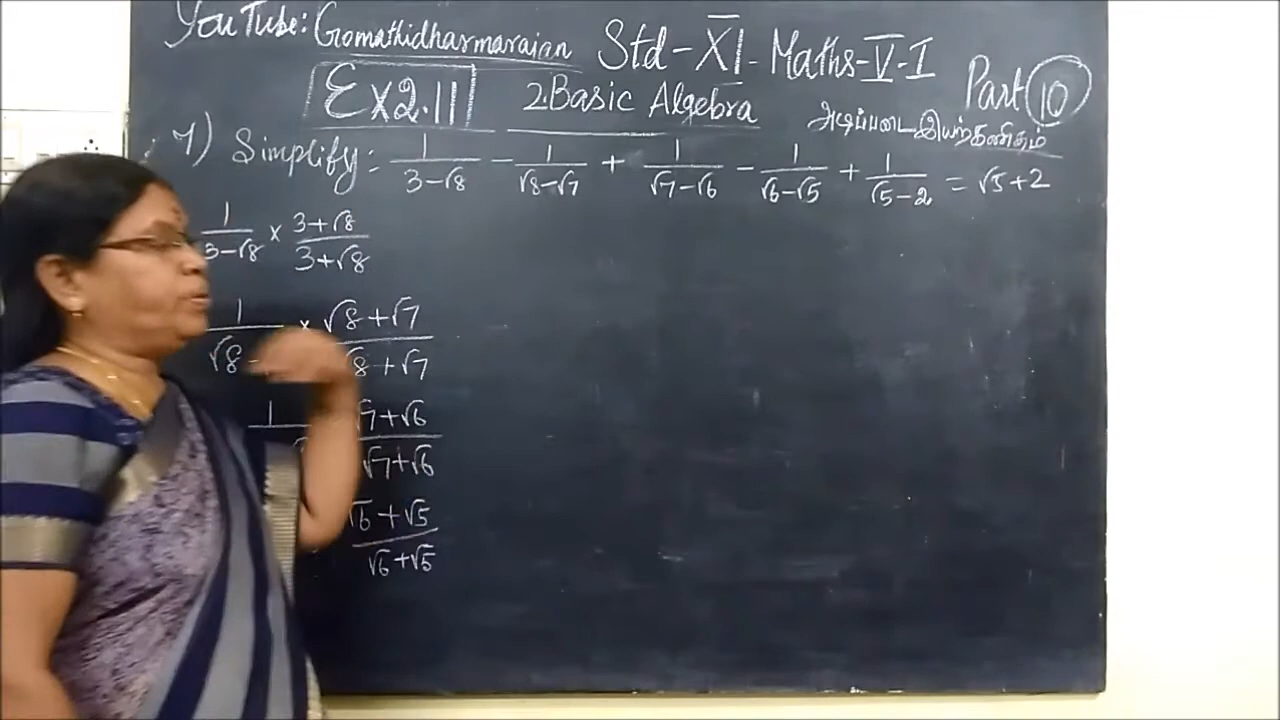 YouTube: Gomathidharmarajan Std-XI-Maths-V-I
Ex2.11 2.Basic Algebra Part 10
அடிப்படை இயற்கணிதம்
7) Simplify: 1/(3-√8) - 1/(√8-√7) + 1/(√7-√6) - 1/(√6-√5) + 1/(√5-2) = √5+2
1/(3-√8) × (3+√8)/(3+√8)
1/√8 × (√8+√7)/(√8+√7)
1 (√7+√6)/(√7+√6)
(√6+√5)/(√6+√5)